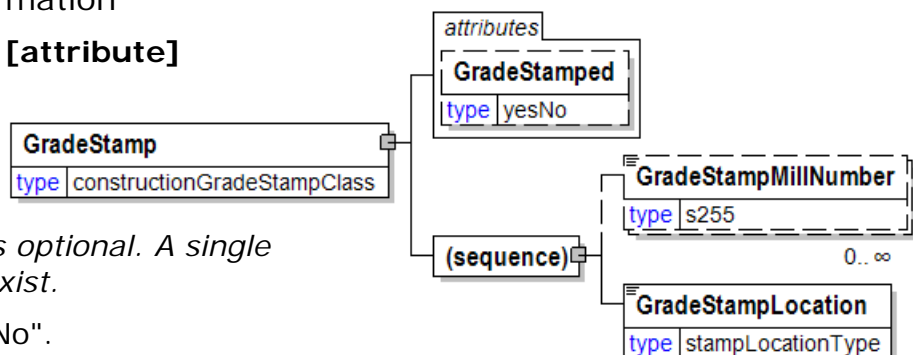 rmation
[attribute]
s optional. A single
xist.
No".
GradeStamp
type constructionGradeStampClass
attributes
GradeStamped
type yesNo
(sequence)
GradeStampMillNumber
type s255
0.. ∞
GradeStampLocation
type stampLocationType